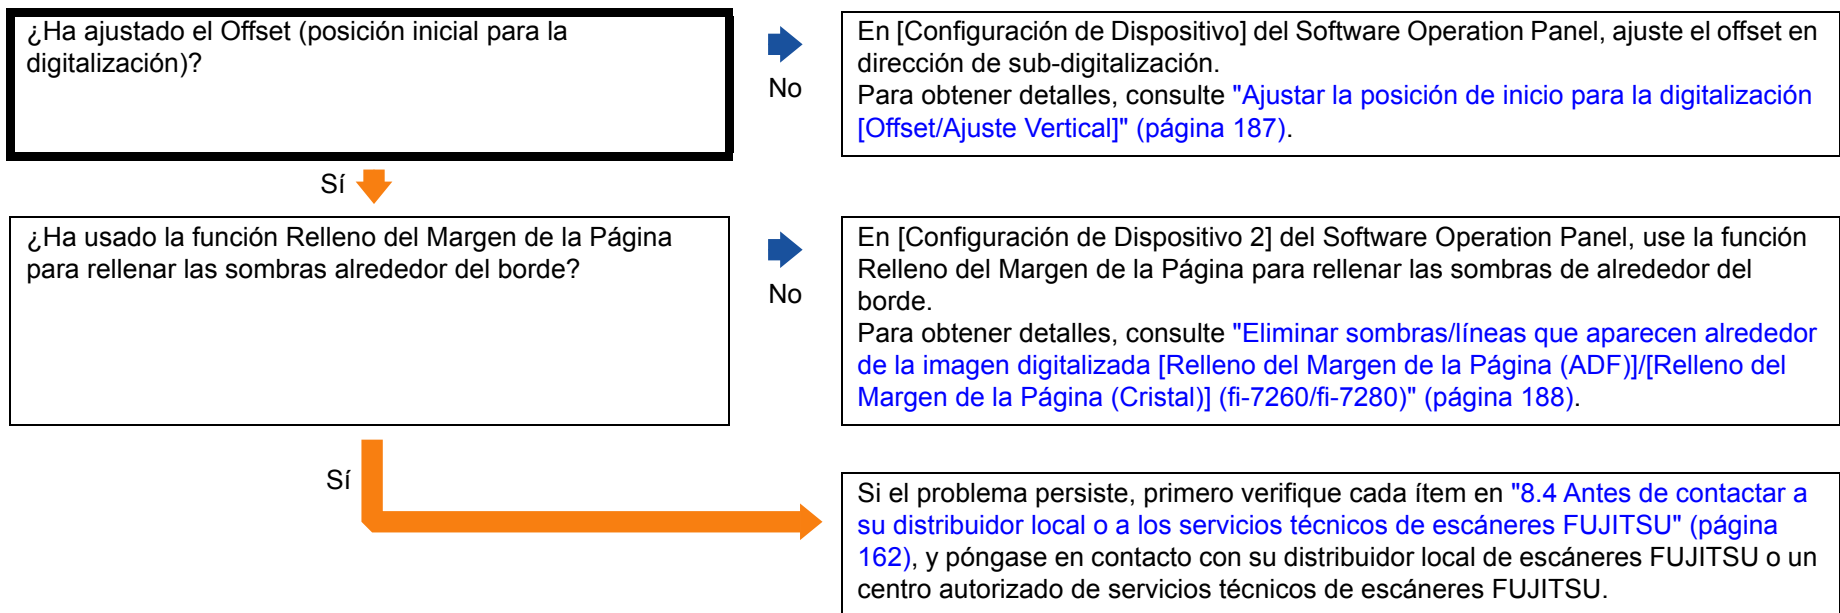 ¿Ha ajustado el Offset (posición inicial para la
digitalización)?
No
En [Configuración de Dispositivo] del Software Operation Panel, ajuste el offset en
dirección de sub-digitalización.
Para obtener detalles, consulte "Ajustar la posición de inicio para la digitalización
[Offset/Ajuste Vertical]" (página 187).
Sí
¿Ha usado la función Relleno del Margen de la Página
para rellenar las sombras alrededor del borde?
No
En [Configuración de Dispositivo 2] del Software Operation Panel, use la función
Relleno del Margen de la Página para rellenar las sombras de alrededor del
borde.
Para obtener detalles, consulte "Eliminar sombras/líneas que aparecen alrededor
de la imagen digitalizada [Relleno del Margen de la Página (ADF)]/[Relleno del
Margen de la Página (Cristal)] (fi-7260/fi-7280)" (página 188).
Sí
Si el problema persiste, primero verifique cada ítem en "8.4 Antes de contactar a
su distribuidor local o a los servicios técnicos de escáneres FUJITSU" (página
162), y póngase en contacto con su distribuidor local de escáneres FUJITSU o un
centro autorizado de servicios técnicos de escáneres FUJITSU.